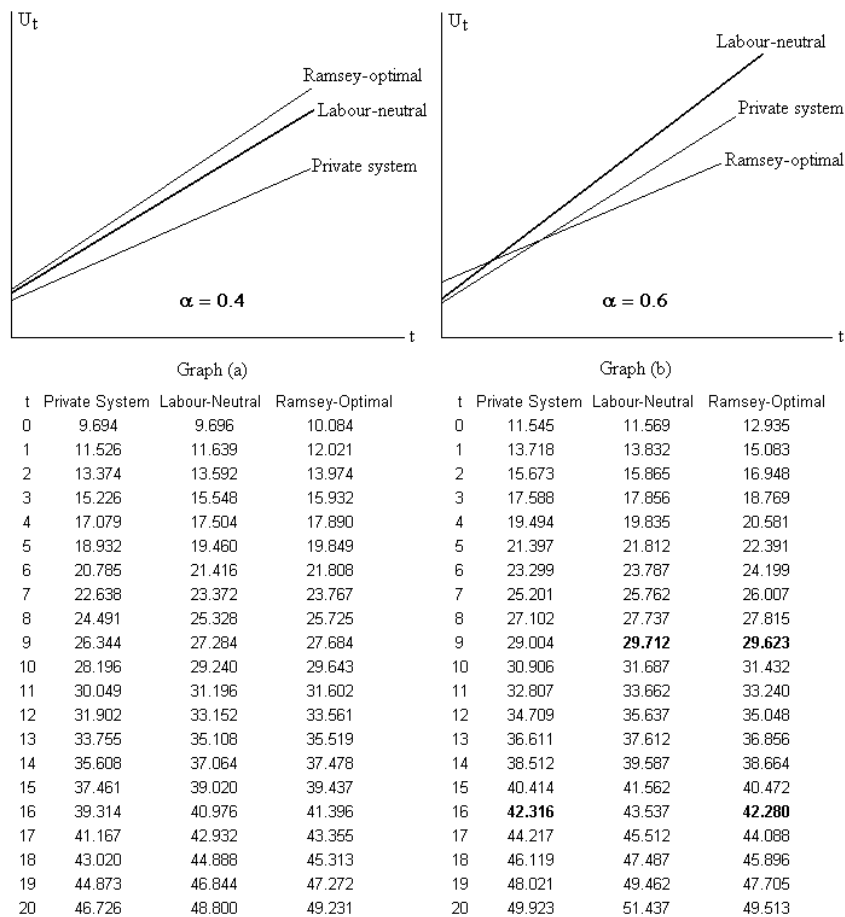 U_t
Ramsey-optimal
Labour-neutral
Private system
α = 0.4
t
Graph (a)
t Private System Labour-Neutral Ramsey-Optimal
0 9.694 9.696 10.084
1 11.526 11.639 12.021
2 13.374 13.592 13.974
3 15.226 15.548 15.932
4 17.079 17.504 17.890
5 18.932 19.460 19.849
6 20.785 21.416 21.808
7 22.638 23.372 23.767
8 24.491 25.328 25.725
9 26.344 27.284 27.684
10 28.196 29.240 29.643
11 30.049 31.196 31.602
12 31.902 33.152 33.561
13 33.755 35.108 35.519
14 35.608 37.064 37.478
15 37.461 39.020 39.437
16 39.314 40.976 41.396
17 41.167 42.932 43.355
18 43.020 44.888 45.313
19 44.873 46.844 47.272
20 46.726 48.800 49.231
U_t
Labour-neutral
Private system
Ramsey-optimal
α = 0.6
t
Graph (b)
t Private System Labour-Neutral Ramsey-Optimal
0 11.545 11.569 12.935
1 13.718 13.832 15.083
2 15.673 15.865 16.948
3 17.588 17.856 18.769
4 19.494 19.835 20.581
5 21.397 21.812 22.391
6 23.299 23.787 24.199
7 25.201 25.762 26.007
8 27.102 27.737 27.815
9 29.004 29.712 29.623
10 30.906 31.687 31.432
11 32.807 33.662 33.240
12 34.709 35.637 35.048
13 36.611 37.612 36.856
14 38.512 39.587 38.664
15 40.414 41.562 40.472
16 42.316 43.537 42.280
17 44.217 45.512 44.088
18 46.119 47.487 45.896
19 48.021 49.462 47.705
20 49.923 51.437 49.513